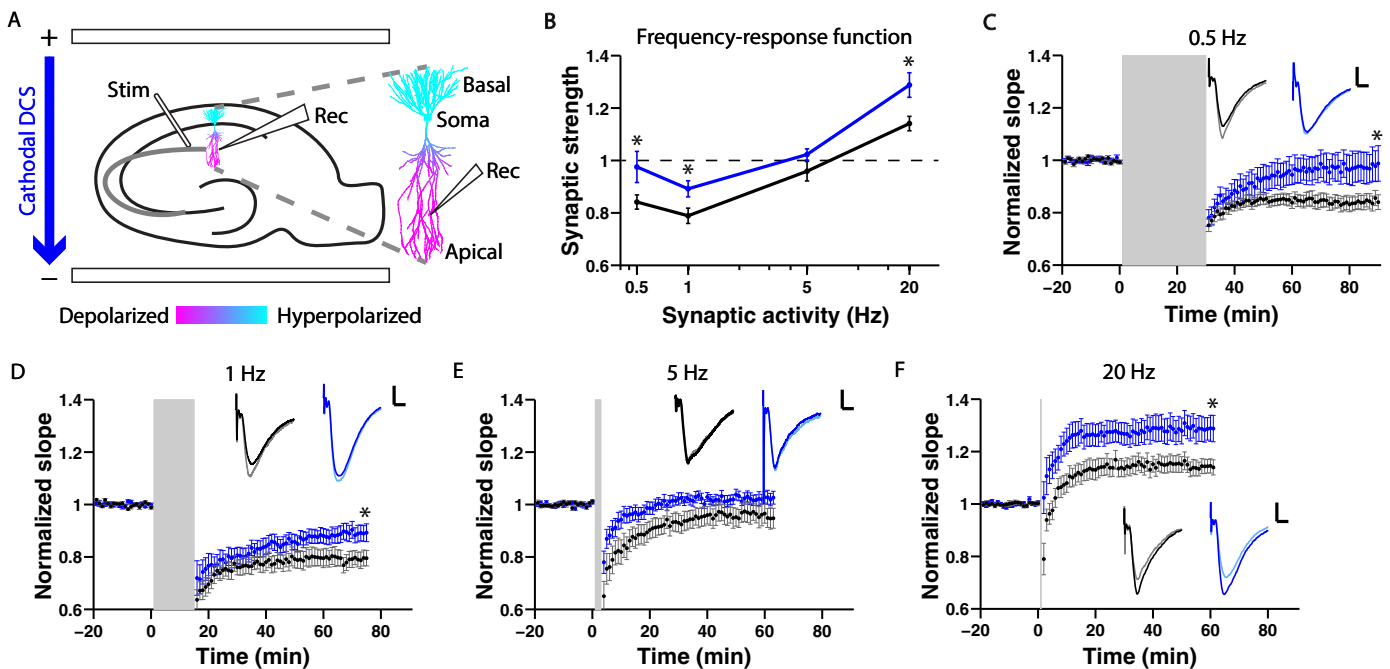 A
+
Cathodal DCS
−
Stim
Rec
Basal
Soma
Rec
Apical
Depolarized
Hyperpolarized
B
Frequency-response function
Synaptic strength
1.4
1.2
1
0.8
0.6
*
*
*
0.5
1
5
20
Synaptic activity (Hz)
C
0.5 Hz
Normalized slope
1.4
1.2
1
0.8
0.6
*
−20
0
20
40
60
80
Time (min)
D
1 Hz
Normalized slope
1.4
1.2
1
0.8
0.6
*
−20
0
20
40
60
80
Time (min)
E
5 Hz
Normalized slope
1.4
1.2
1
0.8
0.6
−20
0
20
40
60
80
Time (min)
F
20 Hz
Normalized slope
1.4
1.2
1
0.8
0.6
*
−20
0
20
40
60
80
Time (min)